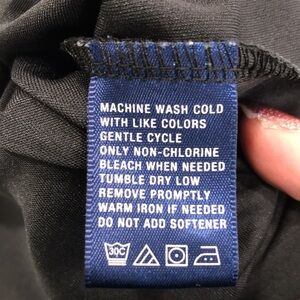 MACHINE WASH COLD
WITH LIKE COLORS
GENTLE CYCLE
ONLY NON-CHLORINE
BLEACH WHEN NEEDED
TUMBLE DRY LOW
REMOVE PROMPTLY
WARM IRON IF NEEDED
DO NOT ADD SOFTENER
30C